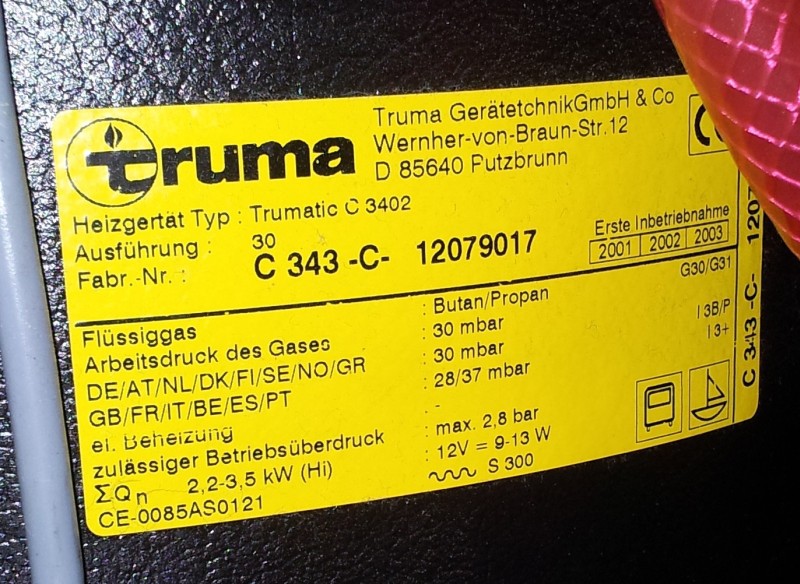 truma
Truma GerätetchnikGmbH & Co
Wernher-von-Braun-Str.12
D 85640 Putzbrunn
Heizgertät Typ : Trumatic C 3402
Ausführung : 30
Fabr.-Nr. : C 343 -C- 12079017
Erste Inbetriebnahme
2001 2002 2003
Flüssiggas : Butan/Propan G30/G31
Arbeitsdruck des Gases : 30 mbar I 3B/P
DE/AT/NL/DK/FI/SE/NO/GR : 30 mbar I 3+
GB/FR/IT/BE/ES/PT : 28/37 mbar
el. Beheizung : -
zulässiger Betriebsüberdruck : max. 2,8 bar
ΣQn 2,2-3,5 kW (Hi) : 12V = 9-13 W
CE-0085AS0121 S 300
C 343 -C- 1207